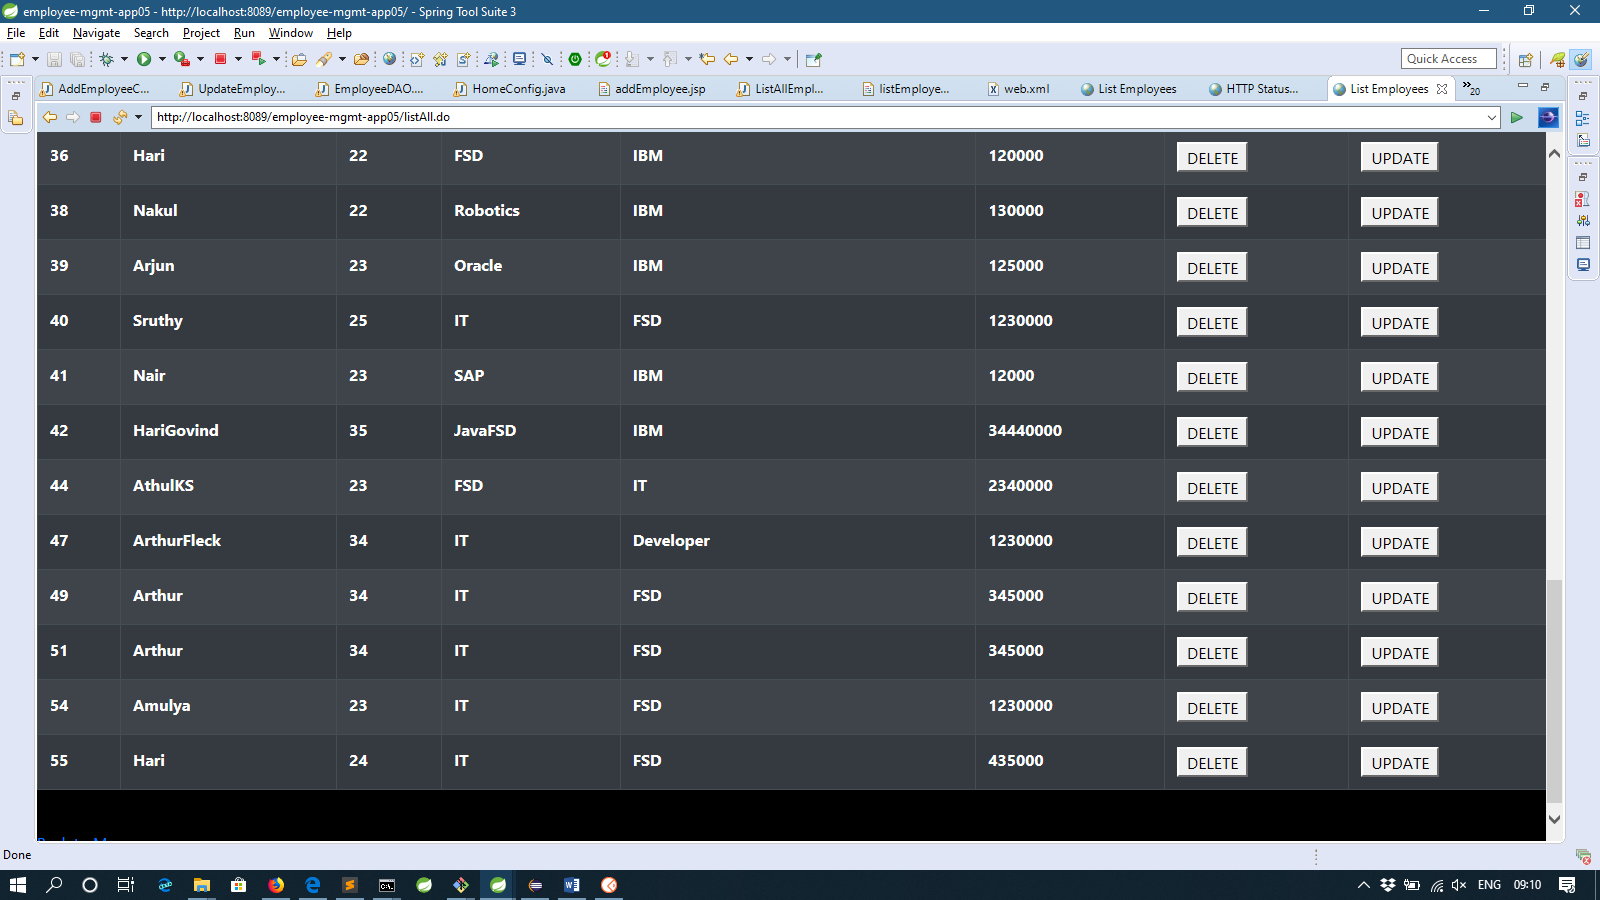 employee-mgmt-app05 - http://localhost:8089/employee-mgmt-app05/ - Spring Tool Suite 3
File Edit Navigate Search Project Run Window Help
Quick Access
AddEmployeeC... UpdateEmploy... EmployeeDAO.... HomeConfig.java addEmployee.jsp ListAllEmpl... listEmploye... web.xml List Employees HTTP Status... List Employees 20
http://localhost:8089/employee-mgmt-app05/listAll.do
36 Hari 22 FSD IBM 120000 DELETE UPDATE
38 Nakul 22 Robotics IBM 130000 DELETE UPDATE
39 Arjun 23 Oracle IBM 125000 DELETE UPDATE
40 Sruthy 25 IT FSD 1230000 DELETE UPDATE
41 Nair 23 SAP IBM 12000 DELETE UPDATE
42 HariGovind 35 JavaFSD IBM 34440000 DELETE UPDATE
44 AthulKS 23 FSD IT 2340000 DELETE UPDATE
47 ArthurFleck 34 IT Developer 1230000 DELETE UPDATE
49 Arthur 34 IT FSD 345000 DELETE UPDATE
51 Arthur 34 IT FSD 345000 DELETE UPDATE
54 Amulya 23 IT FSD 1230000 DELETE UPDATE
55 Hari 24 IT FSD 435000 DELETE UPDATE
Done
ENG 09:10